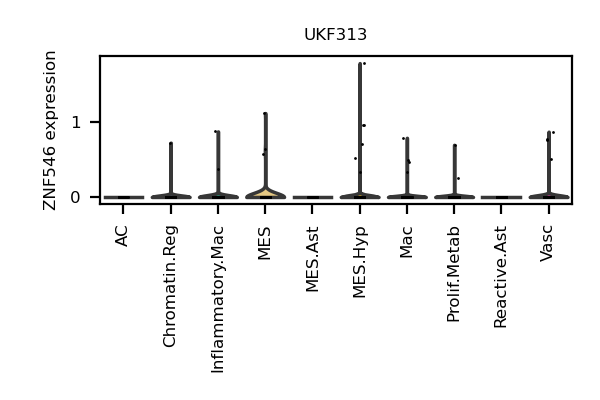 UKF313
ZNF546 expression
1
0
AC
Chromatin.Reg
Inflammatory.Mac
MES
MES.Ast
MES.Hyp
Mac
Prolif.Metab
Reactive.Ast
Vasc